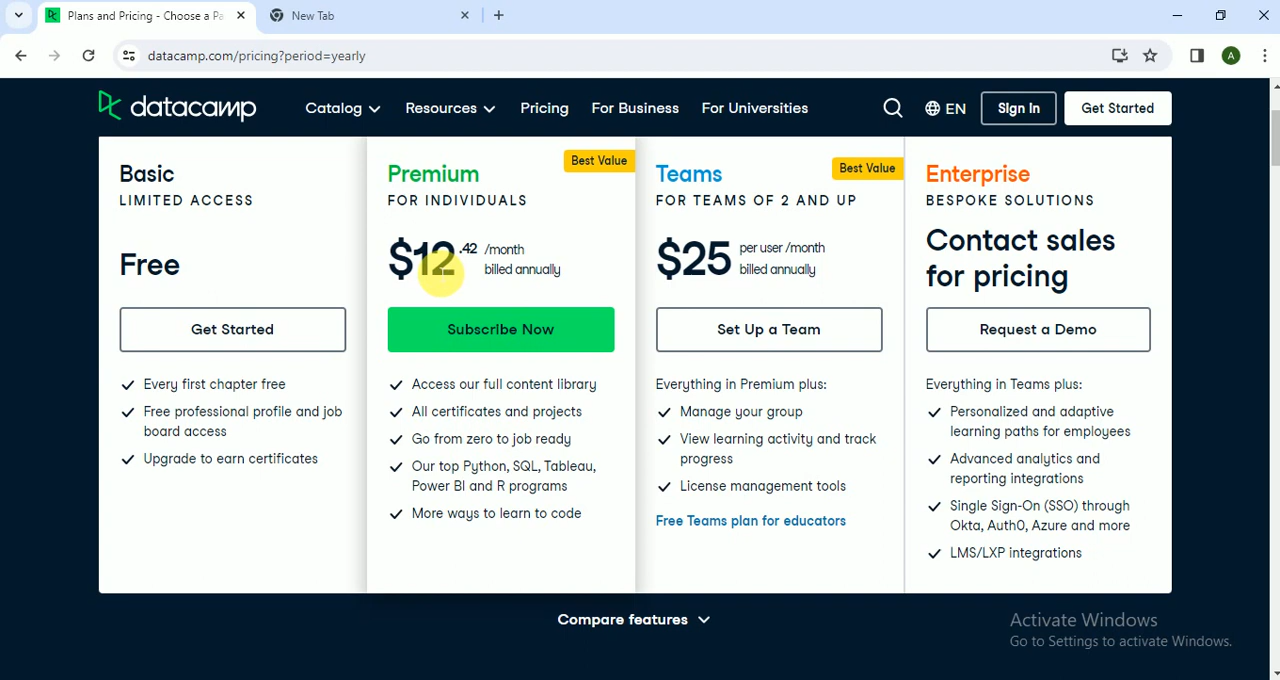 Plans and Pricing - Choose a Pa
New Tab
datacamp.com/pricing?period=yearly
A
datacamp
Catalog
Resources
Pricing
For Business
For Universities
EN
Sign In
Get Started
Basic
LIMITED ACCESS
Free
Get Started
Every first chapter free
Free professional profile and job
board access
Upgrade to earn certificates
Best Value
Premium
FOR INDIVIDUALS
$12.42 /month
billed annually
Subscribe Now
Access our full content library
All certificates and projects
Go from zero to job ready
Our top Python, SQL, Tableau,
Power BI and R programs
More ways to learn to code
Best Value
Teams
FOR TEAMS OF 2 AND UP
$25 per user /month
billed annually
Set Up a Team
Everything in Premium plus:
Manage your group
View learning activity and track
progress
License management tools
Free Teams plan for educators
Enterprise
BESPOKE SOLUTIONS
Contact sales
for pricing
Request a Demo
Everything in Teams plus:
Personalized and adaptive
learning paths for employees
Advanced analytics and
reporting integrations
Single Sign-On (SSO) through
Okta, Auth0, Azure and more
LMS/LXP integrations
Compare features
Activate Windows
Go to Settings to activate Windows.